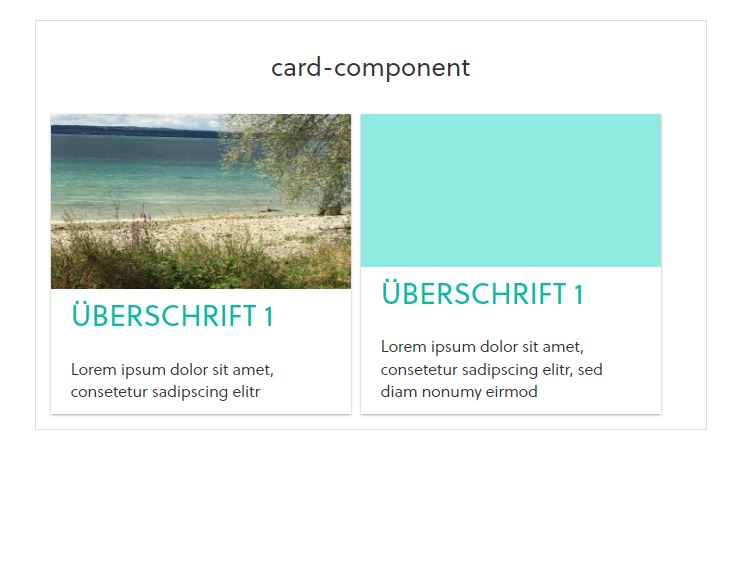 card-component
ÜBERSCHRIFT 1
Lorem ipsum dolor sit amet,
consetetur sadipscing elitr
ÜBERSCHRIFT 1
Lorem ipsum dolor sit amet,
consetetur sadipscing elitr, sed
diam nonumy eirmod